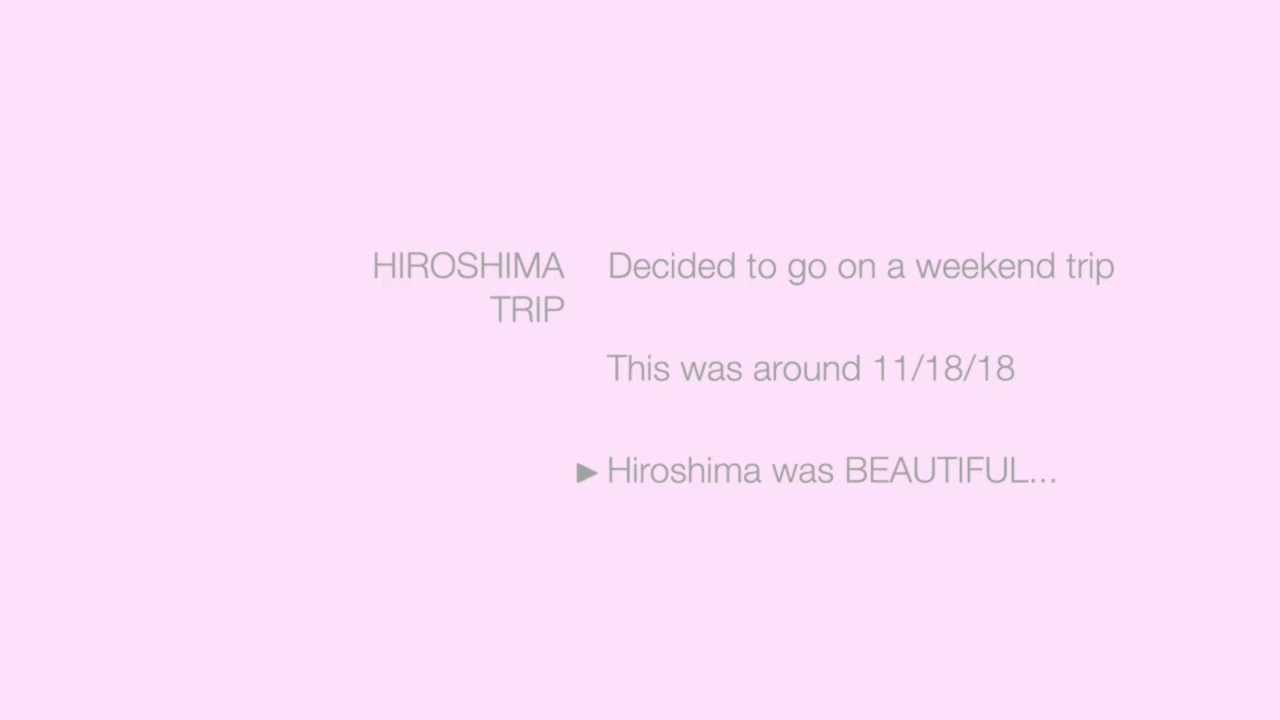 HIROSHIMA
TRIP
Decided to go on a weekend trip
This was around 11/18/18
►Hiroshima was BEAUTIFUL...